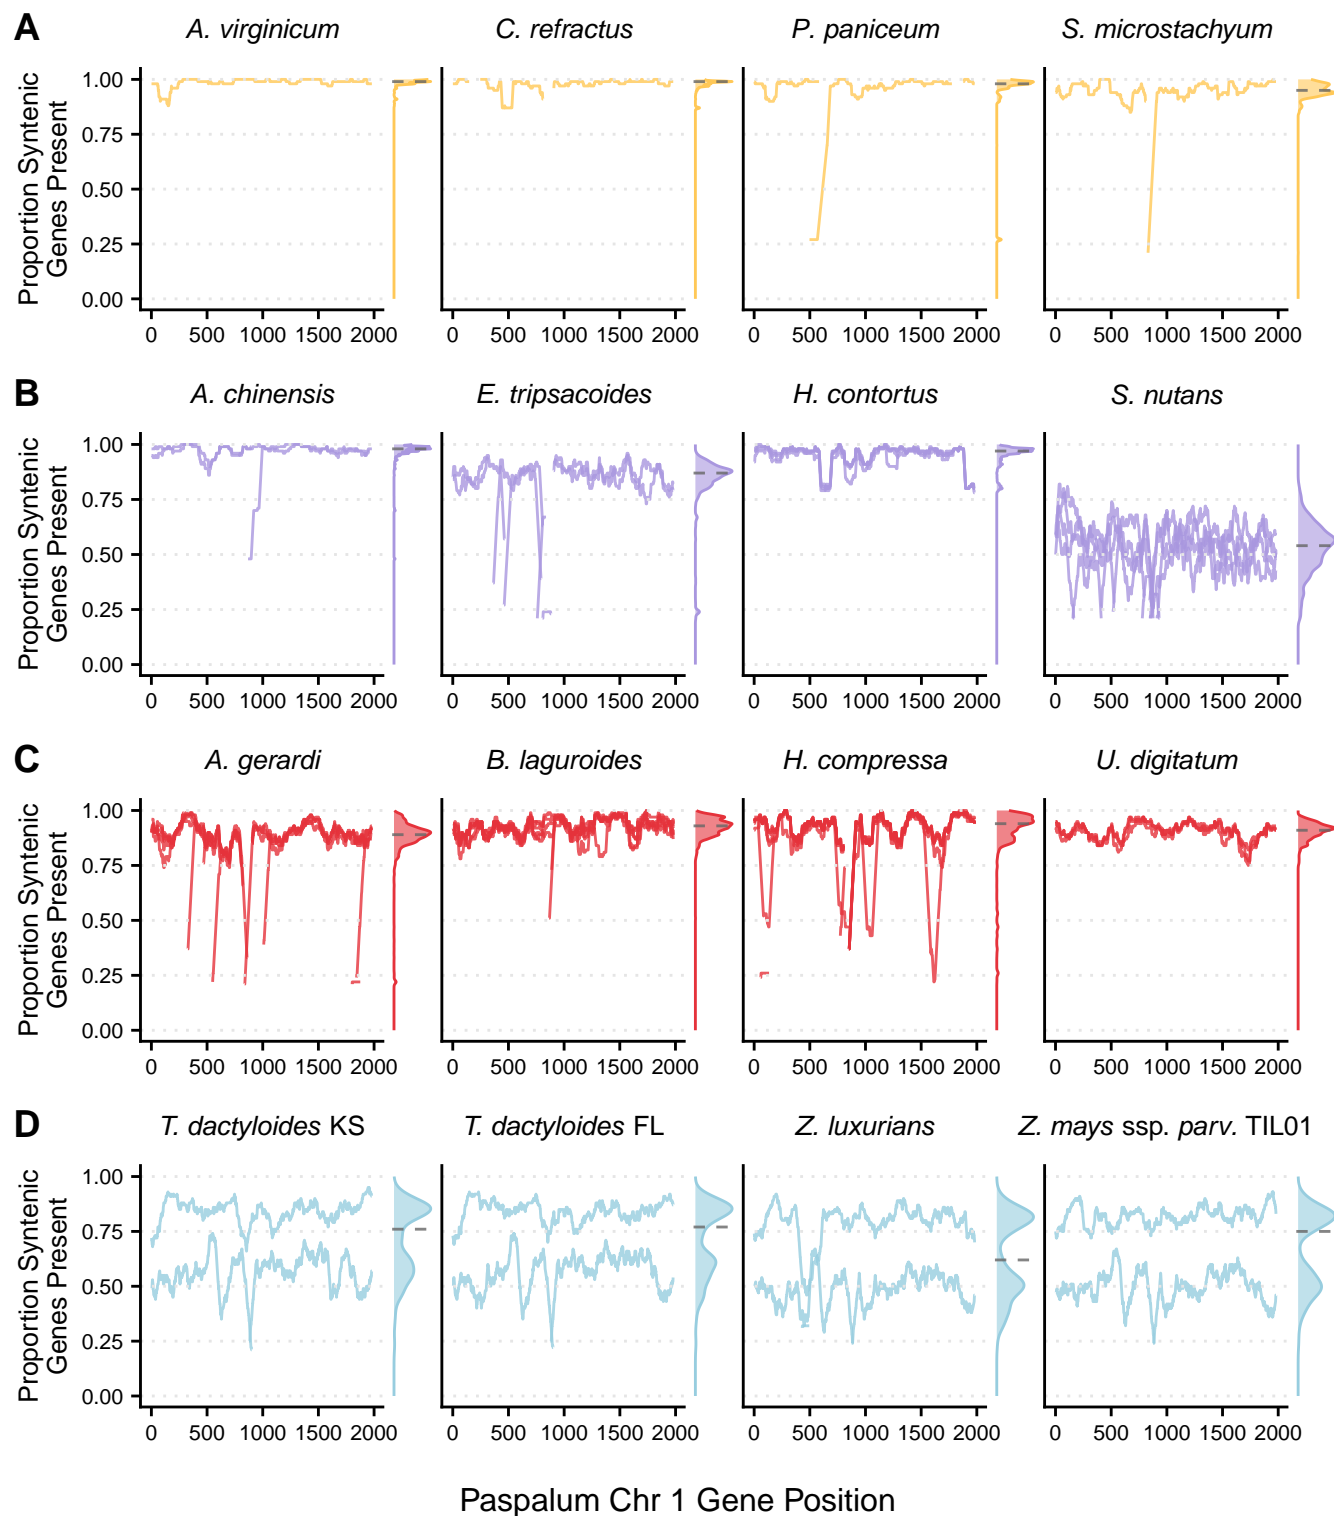 A
A. virginicum
C. refractus
P. paniceum
S. microstachyum
Proportion Syntenic
Genes Present
1.00
0.75
0.50
0.25
0.00
0 500 1000 1500 2000
0 500 1000 1500 2000
0 500 1000 1500 2000
0 500 1000 1500 2000
B
A. chinensis
E. tripsacoides
H. contortus
S. nutans
Proportion Syntenic
Genes Present
1.00
0.75
0.50
0.25
0.00
0 500 1000 1500 2000
0 500 1000 1500 2000
0 500 1000 1500 2000
0 500 1000 1500 2000
C
A. gerardi
B. laguroides
H. compressa
U. digitatum
Proportion Syntenic
Genes Present
1.00
0.75
0.50
0.25
0.00
0 500 1000 1500 2000
0 500 1000 1500 2000
0 500 1000 1500 2000
0 500 1000 1500 2000
D
T. dactyloides KS
T. dactyloides FL
Z. luxurians
Z. mays ssp. parv. TIL01
Proportion Syntenic
Genes Present
1.00
0.75
0.50
0.25
0.00
0 500 1000 1500 2000
0 500 1000 1500 2000
0 500 1000 1500 2000
0 500 1000 1500 2000
Paspalum Chr 1 Gene Position